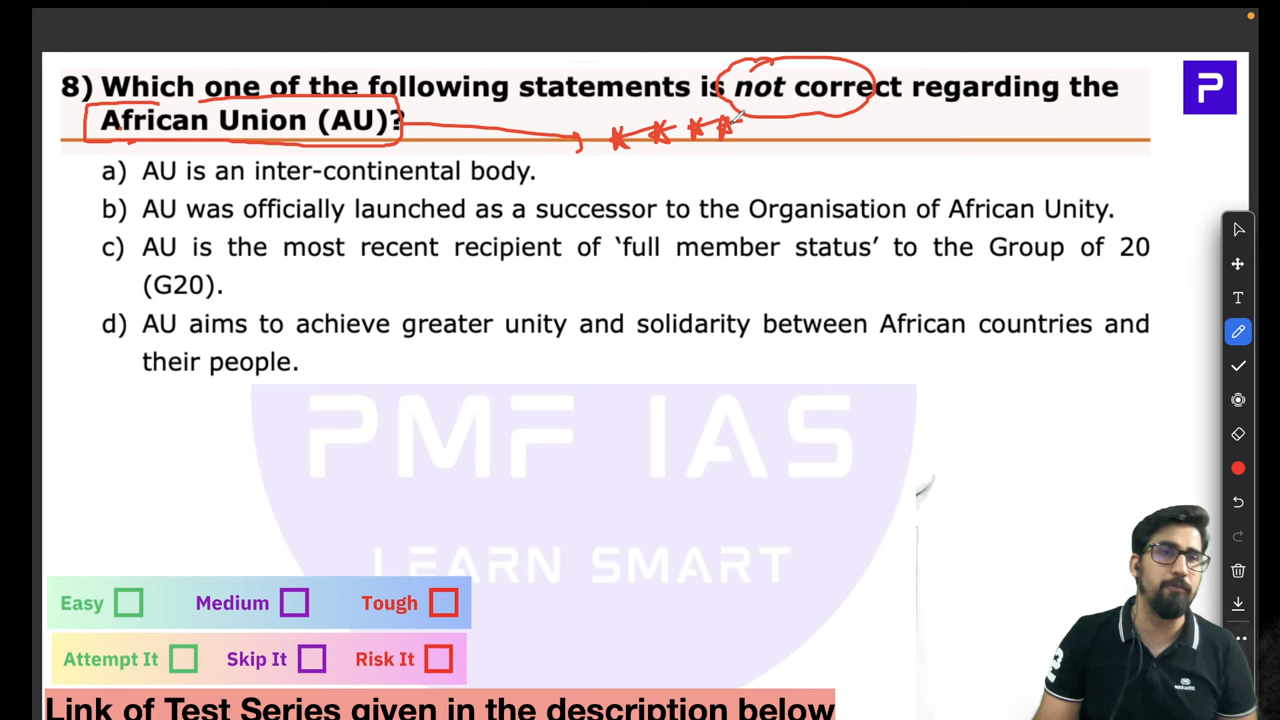 8) Which one of the following statements is not correct regarding the
African Union (AU)?
a) AU is an inter-continental body.
b) AU was officially launched as a successor to the Organisation of African Unity.
c) AU is the most recent recipient of ‘full member status’ to the Group of 20
(G20).
d) AU aims to achieve greater unity and solidarity between African countries and
their people.
PMF IAS
LEARN SMART
Easy Medium Tough
Attempt It Skip It Risk It
Link of Test Series given in the description below